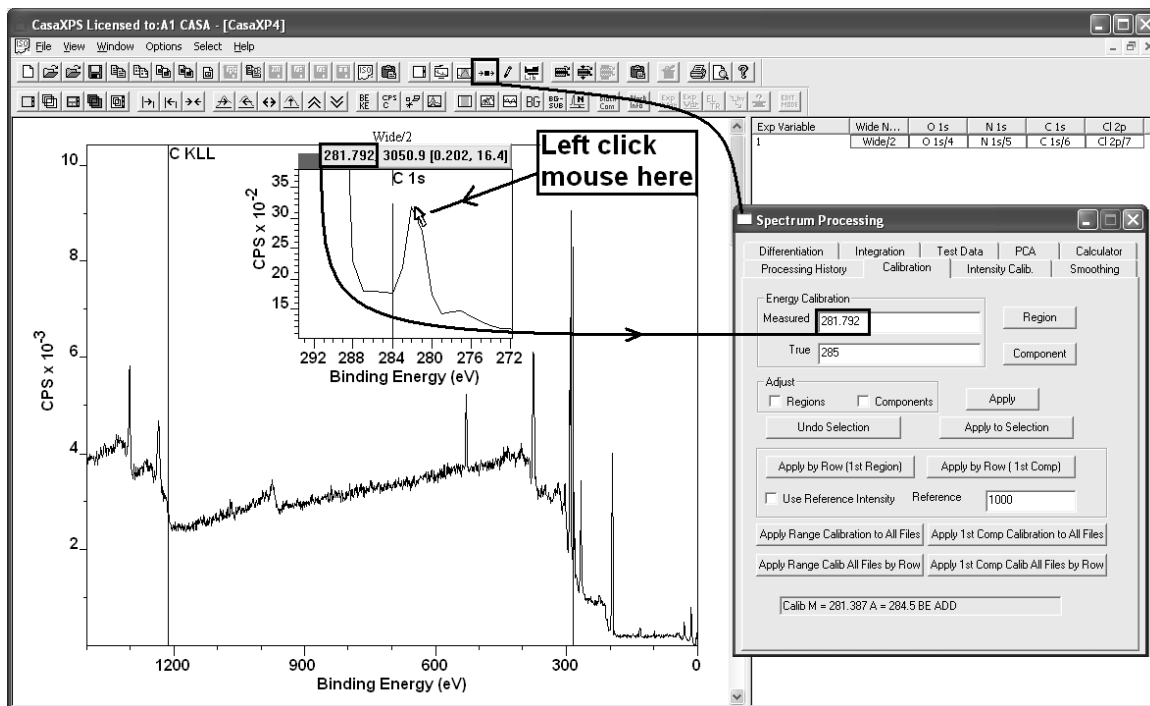 CasaXPS Licensed to:A1 CASA - [CasaXP4]
File View Window Options Select Help
BE KE CPS C BG BG-SUB EDIT MODE
Wide/2
281.792 3050.9 [0.202, 16.4]
Left click
mouse here
C KLL
C 1s
CPS x 10⁻²
35
30
25
20
15
292 288 284 280 276 272
Binding Energy (eV)
CPS x 10⁻³
10
8
6
4
2
1200 900 600 300 0
Binding Energy (eV)
Exp Variable Wide N... O 1s N 1s C 1s Cl 2p
1 Wide/2 O 1s/4 N 1s/5 C 1s/6 Cl 2p/7
Spectrum Processing
Differentiation Integration Test Data PCA Calculator
Processing History Calibration Intensity Calib. Smoothing
Energy Calibration
Measured 281.792 Region
True 285 Component
Adjust
Regions Components Apply
Undo Selection Apply to Selection
Apply by Row (1st Region) Apply by Row ( 1st Comp)
Use Reference Intensity Reference 1000
Apply Range Calibration to All Files Apply 1st Comp Calibration to All Files
Apply Range Calib All Files by Row Apply 1st Comp Calib All Files by Row
Calib M = 281.387 A = 284.5 BE ADD